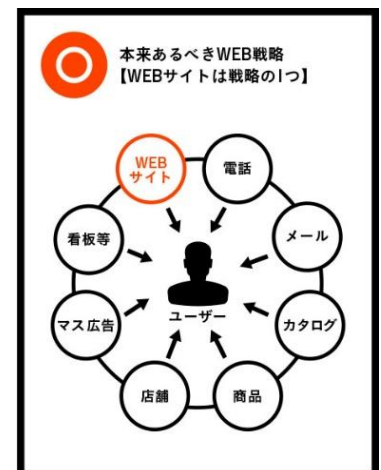 本来あるべきWEB戦略
【WEBサイトは戦略の1つ】
WEB
サイト
電話
看板等
メール
ユーザー
マス広告
カタログ
店舗
商品